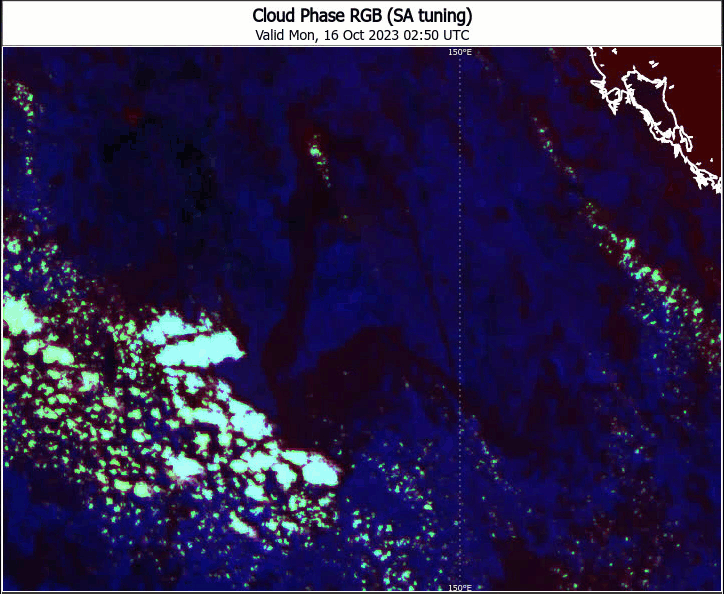 Cloud Phase RGB (SA tuning)
Valid Mon, 16 Oct 2023 02:50 UTC
150°E
150°E